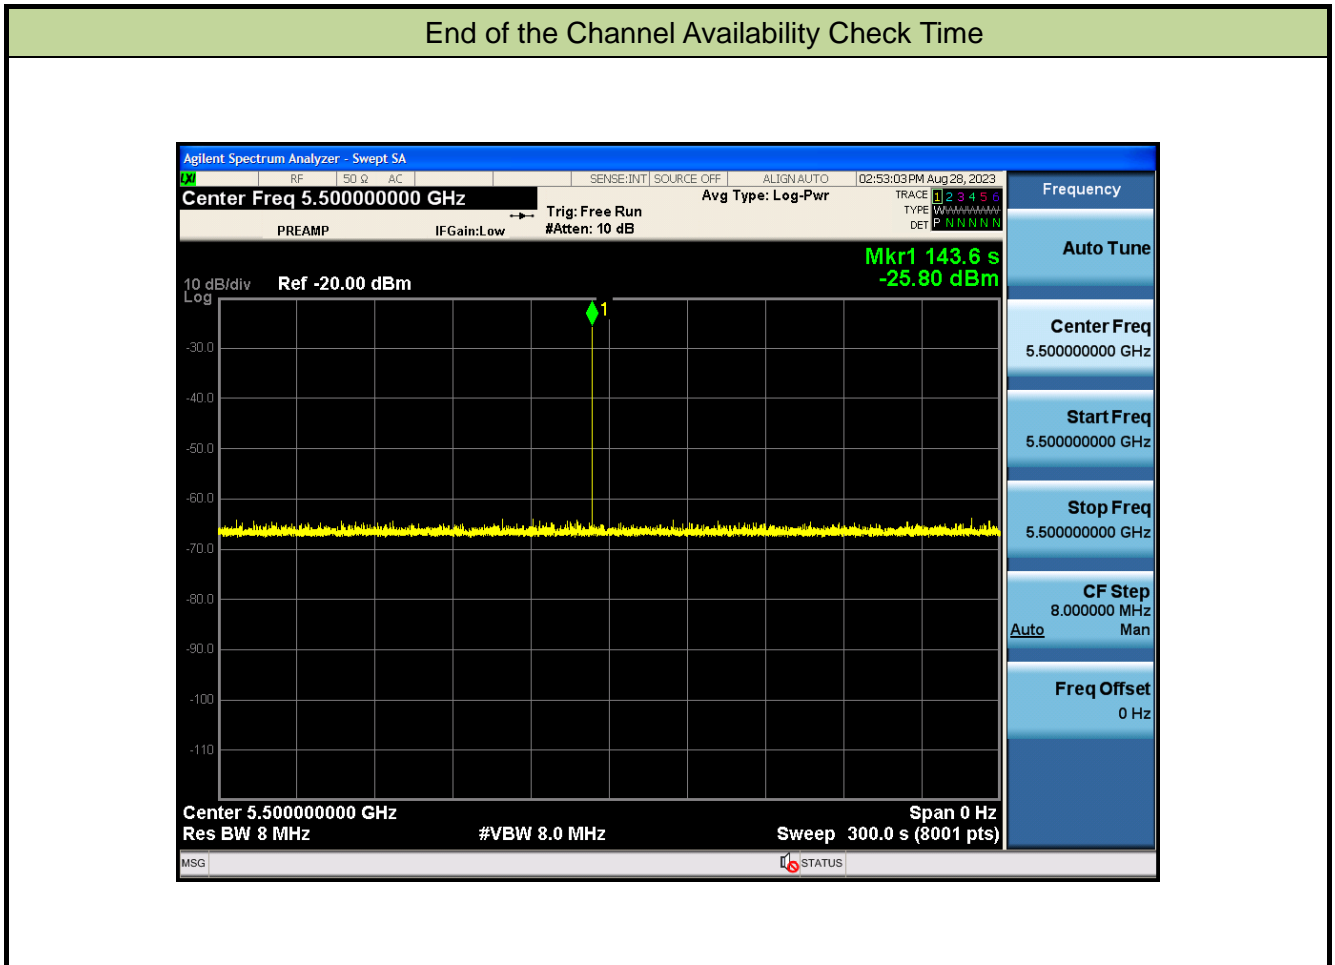 End of the Channel Availability Check Time
Agilent Spectrum Analyzer - Swept SA
LXI RF 50 Ω AC SENSE:INT SOURCE OFF ALIGN AUTO 02:53:03 PM Aug 28, 2023
Center Freq 5.500000000 GHz
PREAMP IFGain:Low
Trig: Free Run
#Atten: 10 dB
Avg Type: Log-Pwr
TRACE 1 2 3 4 5 6
TYPE WWWWWW
DET P N N N N N
Mkr1 143.6 s
-25.80 dBm
10 dB/div Ref -20.00 dBm
Log
1
-30.0
-40.0
-50.0
-60.0
-70.0
-80.0
-90.0
-100
-110
Center 5.500000000 GHz Span 0 Hz
Res BW 8 MHz #VBW 8.0 MHz Sweep 300.0 s (8001 pts)
MSG STATUS
Frequency
Auto Tune
Center Freq
5.500000000 GHz
Start Freq
5.500000000 GHz
Stop Freq
5.500000000 GHz
CF Step
8.000000 MHz
Auto Man
Freq Offset
0 Hz